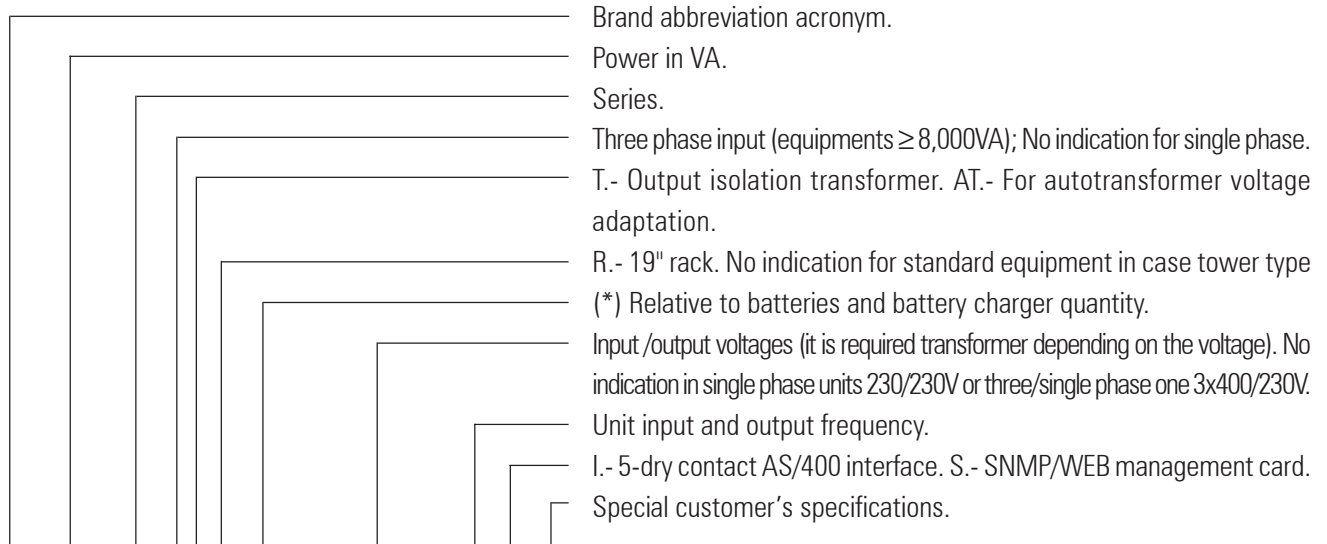 Brand abbreviation acronym.
Power in VA.
Series.
Three phase input (equipments ≥ 8,000VA); No indication for single phase.
T.- Output isolation transformer. AT.- For autotransformer voltage
adaptation.
R.- 19" rack. No indication for standard equipment in case tower type
(*) Relative to batteries and battery charger quantity.
Input /output voltages (it is required transformer depending on the voltage). No
indication in single phase units 230/230V or three/single phase one 3x400/230V.
Unit input and output frequency.
I.- 5-dry contact AS/400 interface. S.- SNMP/WEB management card.
Special customer's specifications.